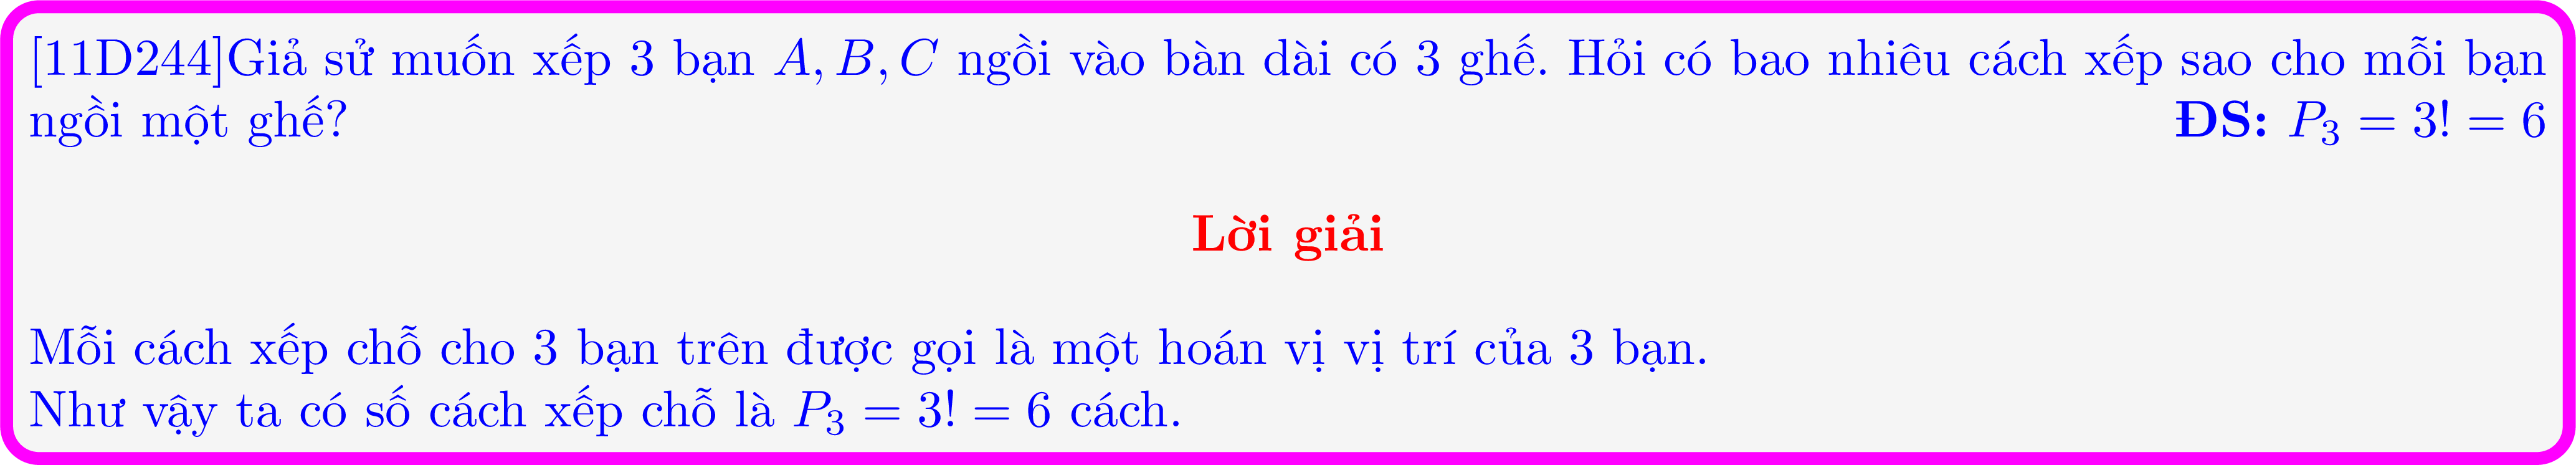 [11D244]Giả sử muốn xếp 3 bạn A, B, C ngồi vào bàn dài có 3 ghế. Hỏi có bao nhiêu cách xếp sao cho mỗi bạn
ngồi một ghế? ĐS: P₃ = 3! = 6
Lời giải
Mỗi cách xếp chỗ cho 3 bạn trên được gọi là một hoán vị vị trí của 3 bạn.
Như vậy ta có số cách xếp chỗ là P₃ = 3! = 6 cách.